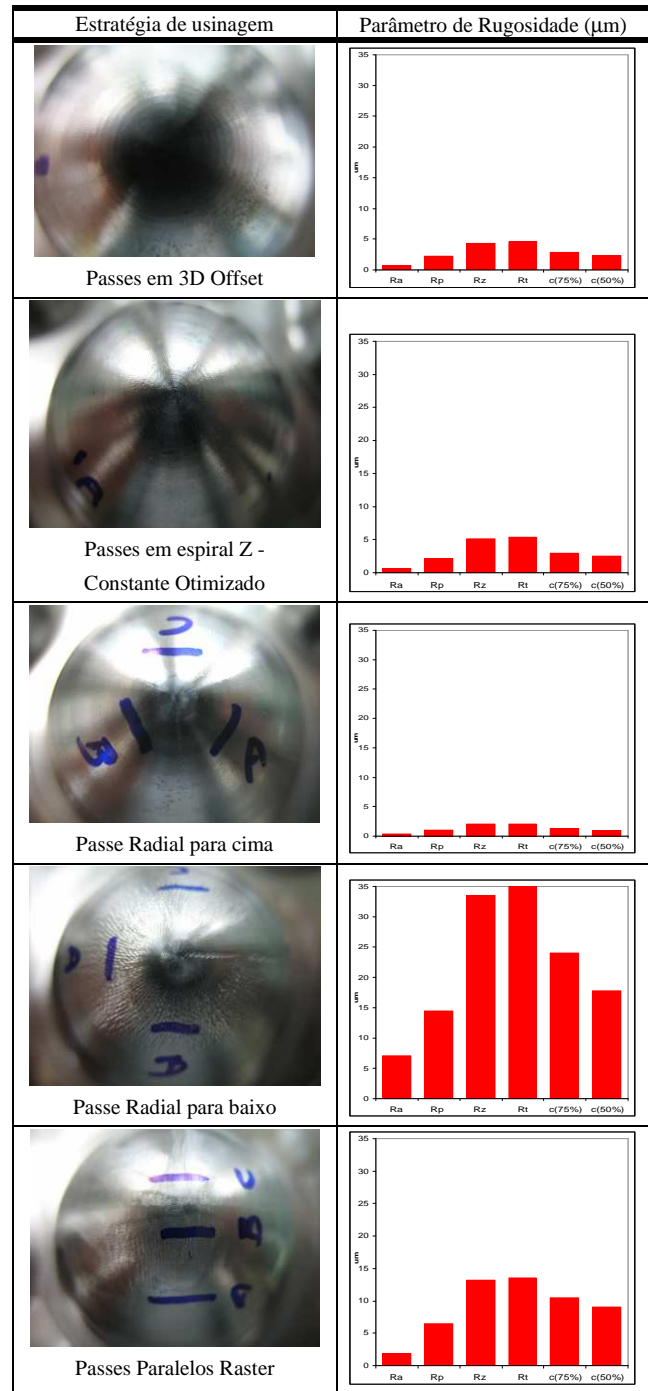 Estratégia de usinagem
Parâmetro de Rugosidade (µm)
35
30
25
20
15
10
5
0
um
Ra Rp Rz Rt c(75%) c(50%)
Passes em 3D Offset
A
35
30
25
20
15
10
5
0
um
Ra Rp Rz Rt c(75%) c(50%)
Passes em espiral Z -
Constante Otimizado
C
B A
35
30
25
20
15
10
5
0
um
Ra Rp Rz Rt c(75%) c(50%)
Passe Radial para cima
C
A
B
35
30
25
20
15
10
5
0
um
Ra Rp Rz Rt c(75%) c(50%)
Passe Radial para baixo
35
30
25
20
15
10
5
0
um
Ra Rp Rz Rt c(75%) c(50%)
Passes Paralelos Raster